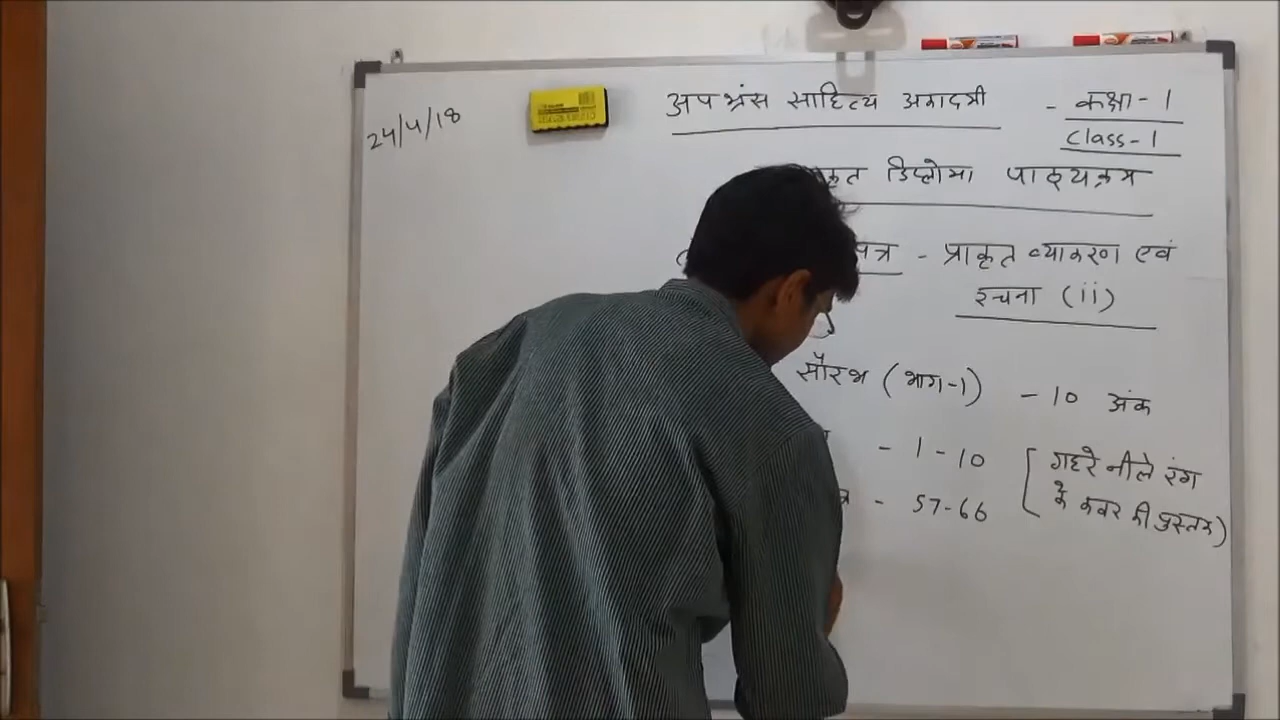 24/4/18
अपभ्रंस साहित्य अकादमी - कक्षा - 1
Class - 1
कृत डिप्लोमा पाठ्यक्रम
पत्र - प्राकृत व्याकरण एवं
रचना (ii)
सौरभ (भाग-1) - 10 अंक
- 1 - 10 [गहरे नीले रंग
- 57-66 के कवर की पुस्तक)